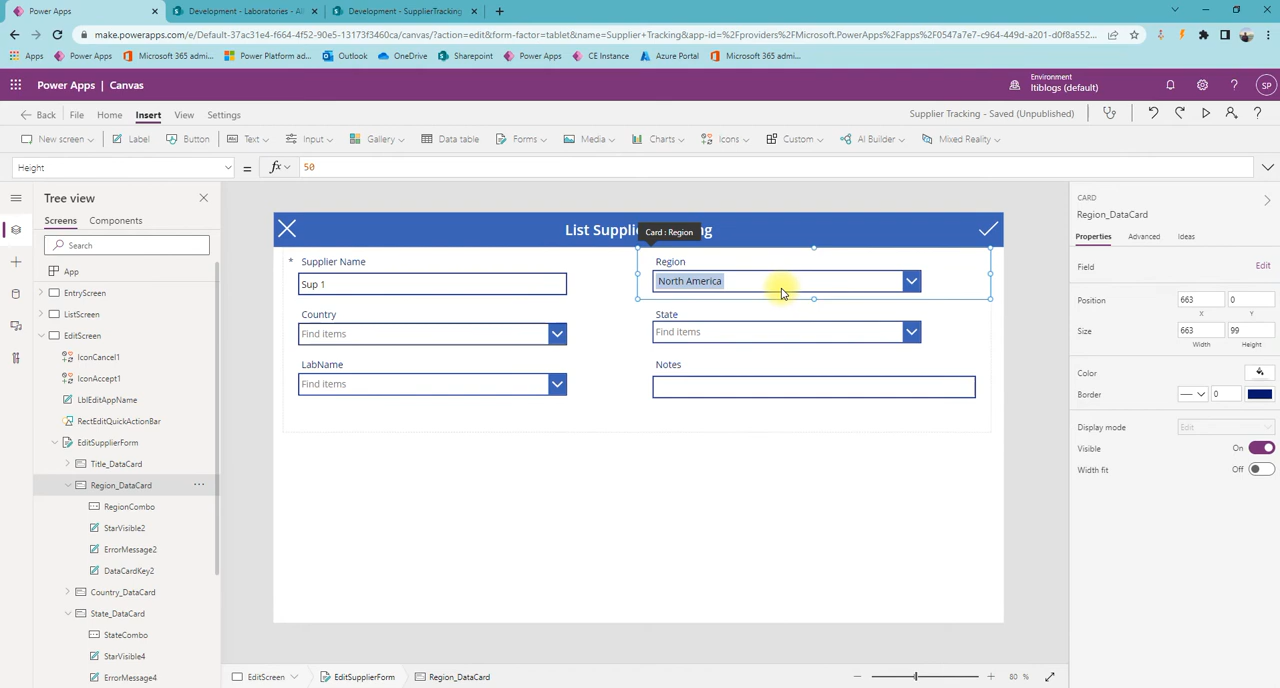 Power Apps
Development - Laboratories - All
Development - SupplierTracking
make.powerapps.com/e/Default-37ac31e4-f664-4f52-90e5-13173f3460ca/canvas/?action=edit&form-factor=tablet&name=Supplier+Tracking&app-id=%2Fproviders%2FMicrosoft.PowerApps%2Fapps%2F0547a7e7-c964-449d-a201-d0f8a552...
Apps
Power Apps
Microsoft 365 admi...
Power Platform ad...
Outlook
OneDrive
Sharepoint
Power Apps
CE Instance
Azure Portal
Microsoft 365 admi...
Power Apps | Canvas
Environment
ltiblogs (default)
SP
Back
File
Home
Insert
View
Settings
Supplier Tracking - Saved (Unpublished)
New screen
Label
Button
Text
Input
Gallery
Data table
Forms
Media
Charts
Icons
Custom
AI Builder
Mixed Reality
Height
=
fx
50
Tree view
Screens
Components
Search
App
EntryScreen
ListScreen
EditScreen
IconCancel1
IconAccept1
LblEditAppName
RectEditQuickActionBar
EditSupplierForm
Title_DataCard
Region_DataCard
RegionCombo
StarVisible2
ErrorMessage2
DataCardKey2
Country_DataCard
State_DataCard
StateCombo
StarVisible4
ErrorMessage4
Card : Region
* Supplier Name
Sup 1
Region
North America
Country
Find items
State
Find items
LabName
Find items
Notes
CARD
Region_DataCard
Properties
Advanced
Ideas
Field
Edit
Position
663
0
X
Y
Size
663
99
Width
Height
Color
Border
0
Display mode
Edit
Visible
On
Width fit
Off
EditScreen
EditSupplierForm
Region_DataCard
80 %